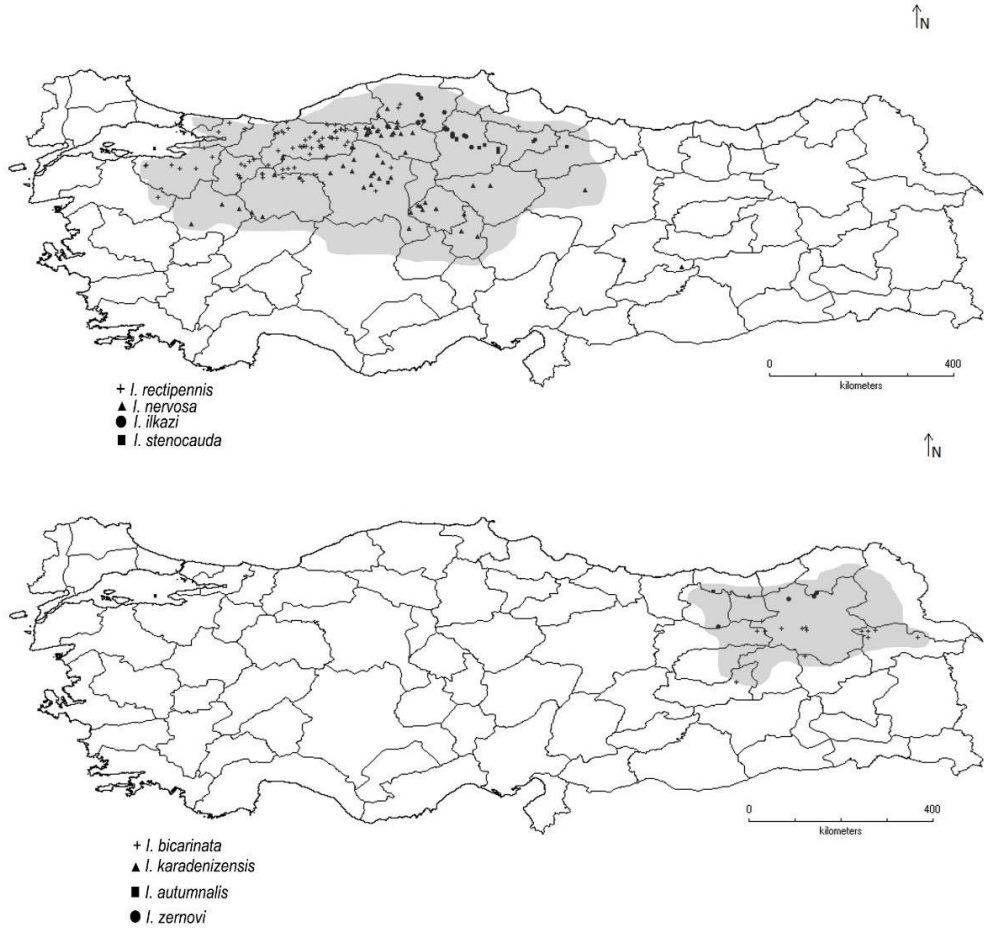 N
0 400
kilometers
I. rectipennis
I. nervosa
I. ilkazi
I. stenocauda
N
0 400
kilometers
I. bicarinata
I. karadenizensis
I. autumnalis
I. zernovi